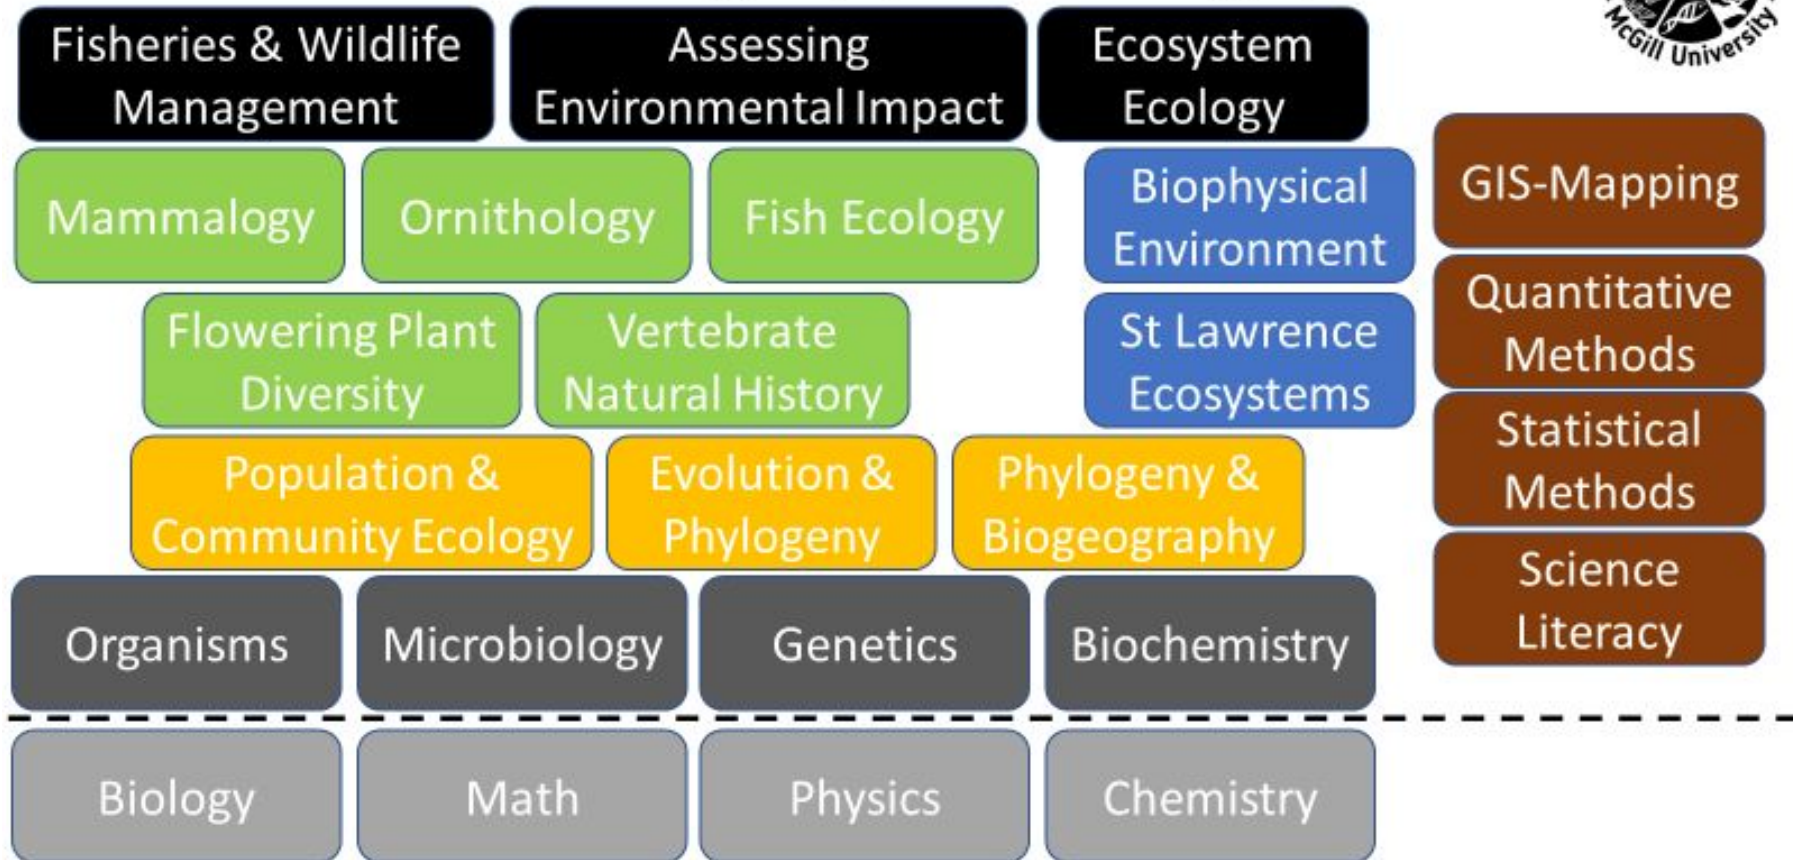 McGill University
Fisheries & Wildlife
Management
Assessing
Environmental Impact
Ecosystem
Ecology
Mammalogy
Ornithology
Fish Ecology
Biophysical
Environment
GIS-Mapping
Flowering Plant
Diversity
Vertebrate
Natural History
St Lawrence
Ecosystems
Quantitative
Methods
Population &
Community Ecology
Evolution &
Phylogeny
Phylogeny &
Biogeography
Statistical
Methods
Organisms
Microbiology
Genetics
Biochemistry
Science
Literacy
Biology
Math
Physics
Chemistry